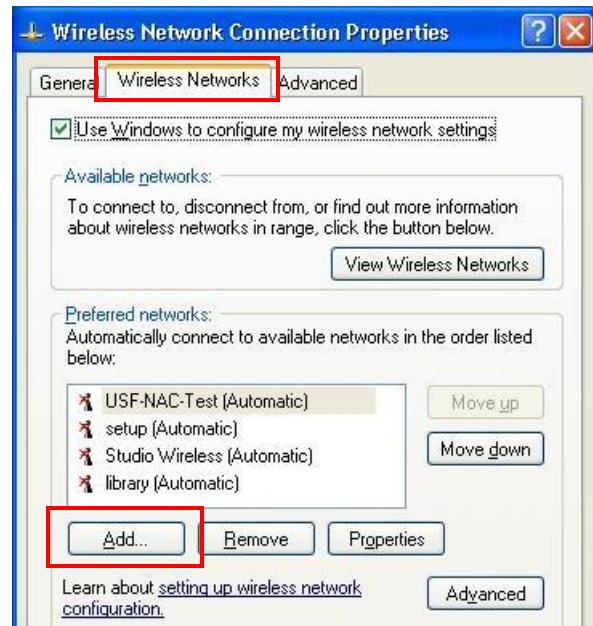 Wireless Network Connection Properties
?
X
General
Wireless Networks
Advanced
Use Windows to configure my wireless network settings
Available networks:
To connect to, disconnect from, or find out more information
about wireless networks in range, click the button below.
View Wireless Networks
Preferred networks:
Automatically connect to available networks in the order listed
below:
USF-NAC-Test (Automatic)
Move up
setup (Automatic)
Studio Wireless (Automatic)
Move down
library (Automatic)
Add...
Remove
Properties
Learn about setting up wireless network
configuration.
Advanced